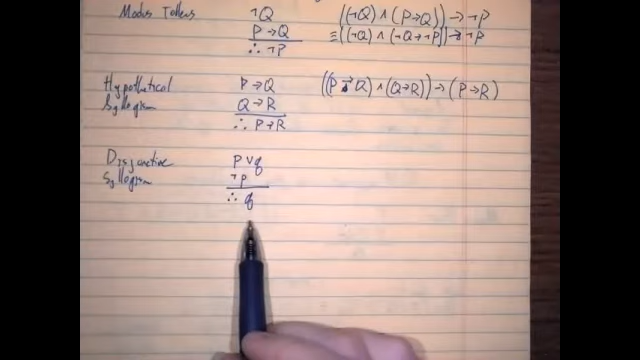 Modus Tollens ¬Q ((¬Q) ∧ (P→Q)) → ¬P
P→Q ≡ ((¬Q) ∧ (¬Q→¬P)) → ¬P
∴ ¬P
Hypothetical P→Q ((P→Q) ∧ (Q→R)) → (P→R)
Syllogism Q→R
∴ P→R
Disjunctive p ∨ q
Syllogism ¬p
∴ q